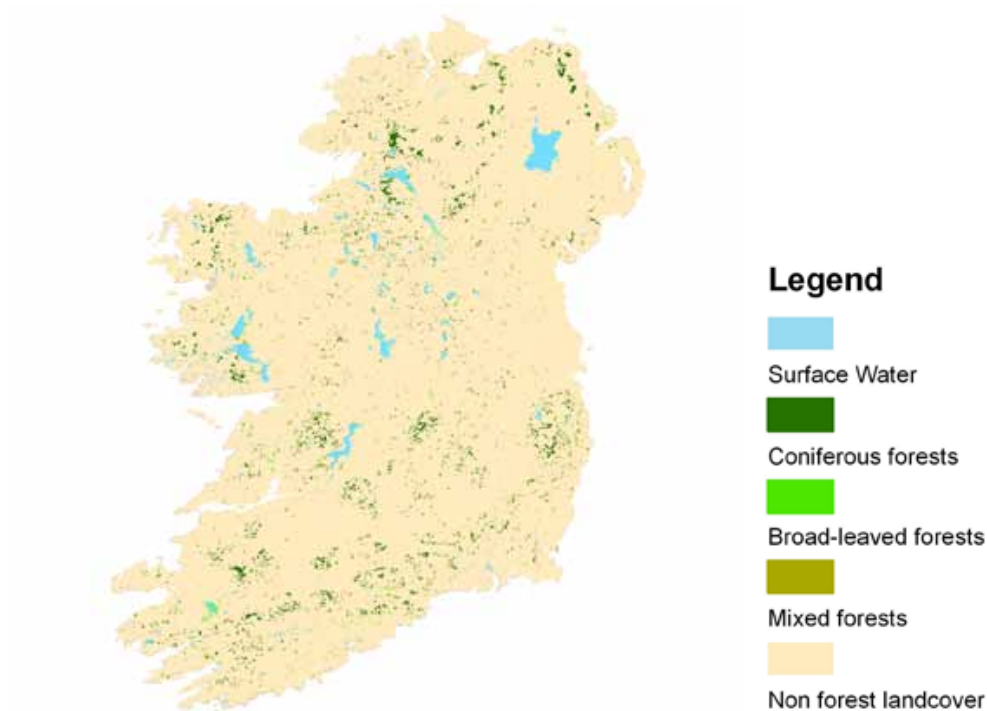 Legend
Surface Water
Coniferous forests
Broad-leaved forests
Mixed forests
Non forest landcover